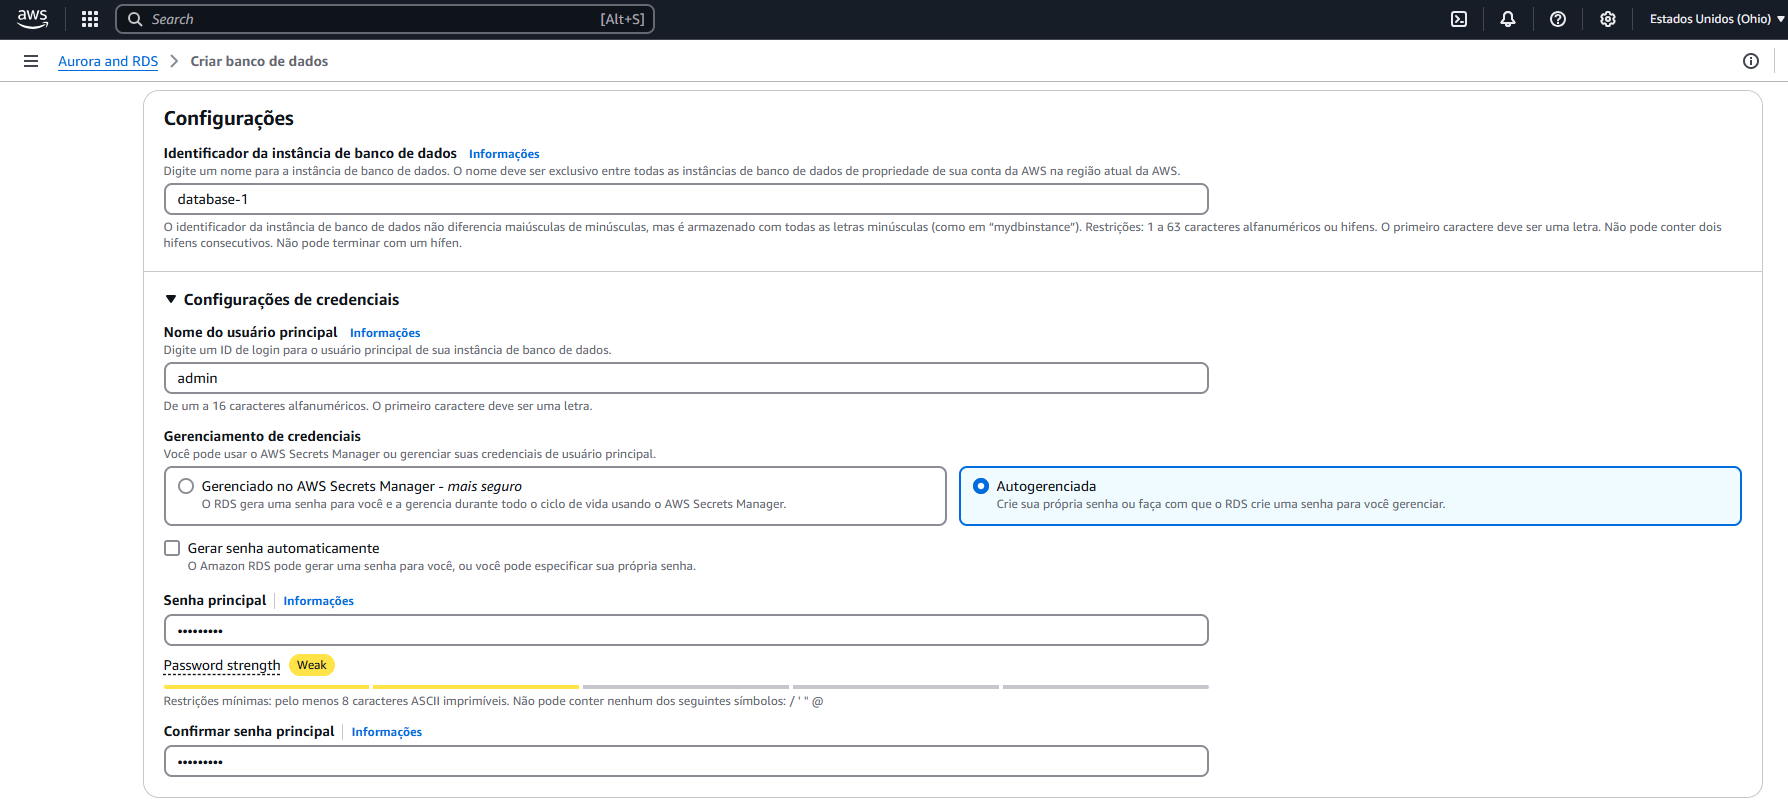 aws
Search [Alt+S] Estados Unidos (Ohio)
Aurora and RDS > Criar banco de dados
Configurações
Identificador da instância de banco de dados Informações
Digite um nome para a instância de banco de dados. O nome deve ser exclusivo entre todas as instâncias de banco de dados de propriedade de sua conta da AWS na região atual da AWS.
database-1
O identificador da instância de banco de dados não diferencia maiúsculas de minúsculas, mas é armazenado com todas as letras minúsculas (como em “mydbinstance”). Restrições: 1 a 63 caracteres alfanuméricos ou hifens. O primeiro caractere deve ser uma letra. Não pode conter dois
hifens consecutivos. Não pode terminar com um hífen.
Configurações de credenciais
Nome do usuário principal Informações
Digite um ID de login para o usuário principal de sua instância de banco de dados.
admin
De um a 16 caracteres alfanuméricos. O primeiro caractere deve ser uma letra.
Gerenciamento de credenciais
Você pode usar o AWS Secrets Manager ou gerenciar suas credenciais de usuário principal.
Gerenciado no AWS Secrets Manager - mais seguro
O RDS gera uma senha para você e a gerencia durante todo o ciclo de vida usando o AWS Secrets Manager.
Autogerenciada
Crie sua própria senha ou faça com que o RDS crie uma senha para você gerenciar.
Gerar senha automaticamente
O Amazon RDS pode gerar uma senha para você, ou você pode especificar sua própria senha.
Senha principal Informações
•••••••••
Password strength Weak
Restrições mínimas: pelo menos 8 caracteres ASCII imprimíveis. Não pode conter nenhum dos seguintes símbolos: / ' " @
Confirmar senha principal Informações
•••••••••